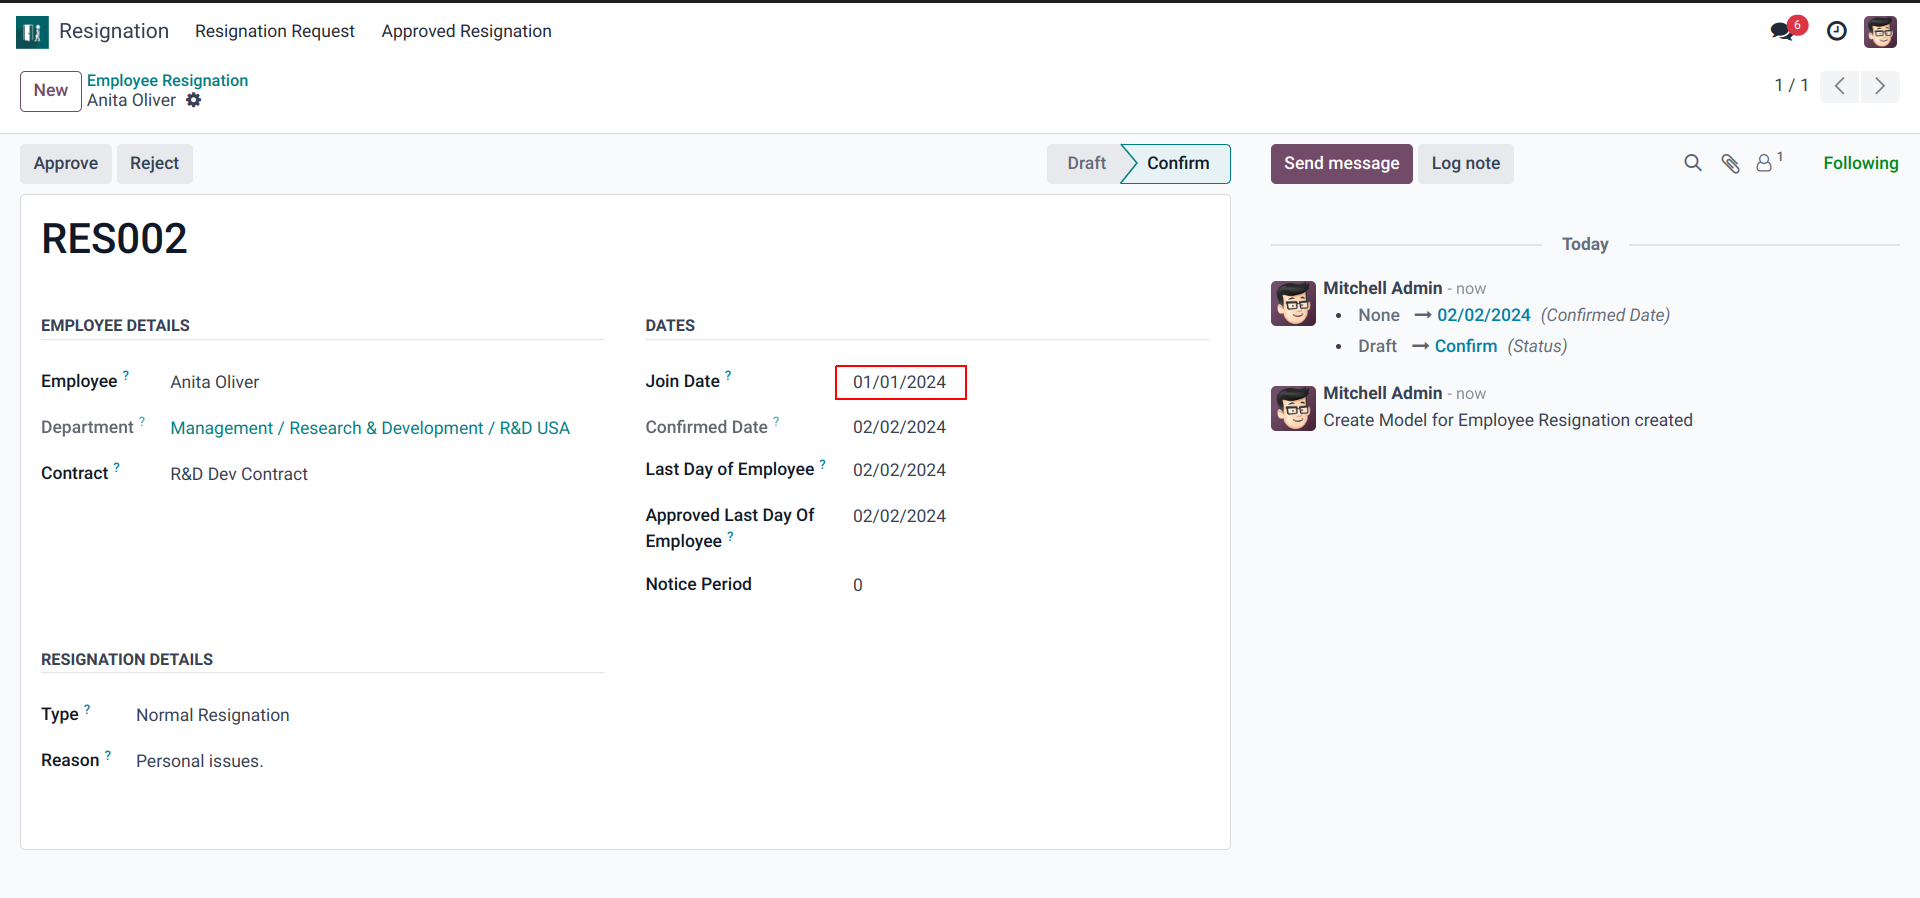 Resignation Resignation Request Approved Resignation 6
New Employee Resignation
Anita Oliver
1 / 1
Approve Reject Draft Confirm
Send message Log note 1 Following
RES002
EMPLOYEE DETAILS
Employee ? Anita Oliver
Department ? Management / Research & Development / R&D USA
Contract ? R&D Dev Contract
DATES
Join Date ? 01/01/2024
Confirmed Date ? 02/02/2024
Last Day of Employee ? 02/02/2024
Approved Last Day Of
Employee ? 02/02/2024
Notice Period 0
RESIGNATION DETAILS
Type ? Normal Resignation
Reason ? Personal issues.
Today
Mitchell Admin - now
• None → 02/02/2024 (Confirmed Date)
• Draft → Confirm (Status)
Mitchell Admin - now
Create Model for Employee Resignation created